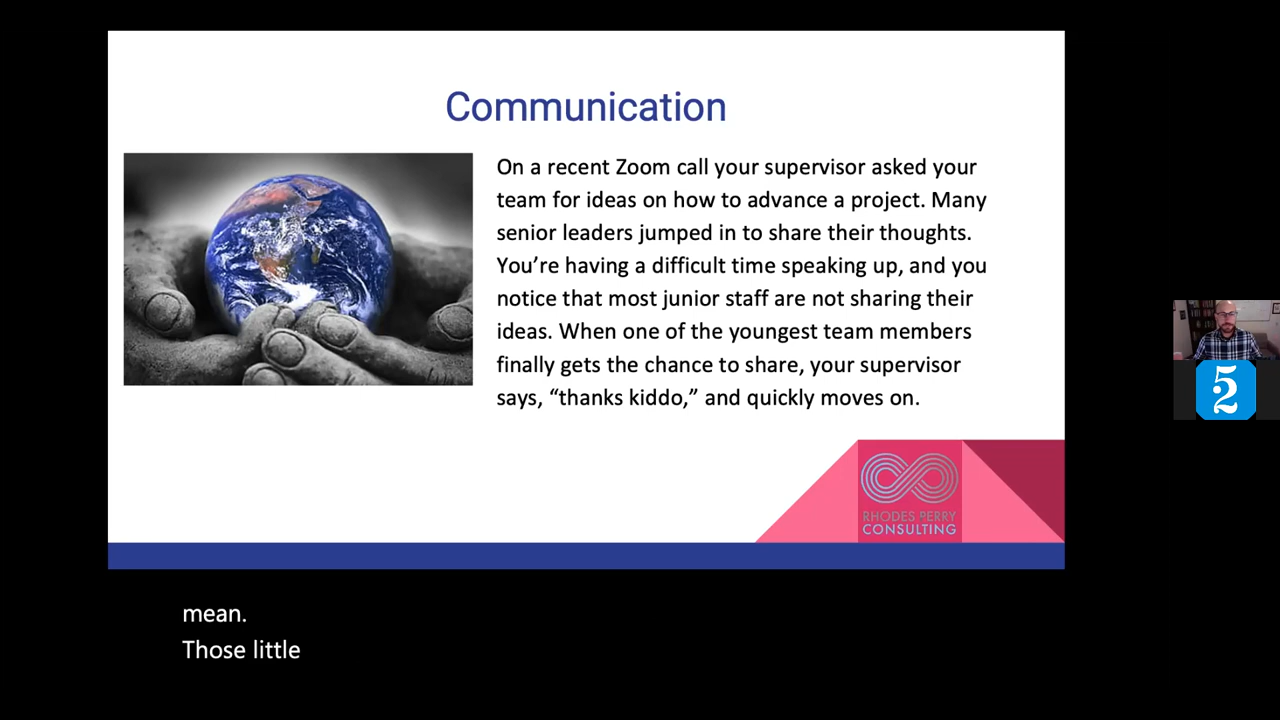 Communication
On a recent Zoom call your supervisor asked your
team for ideas on how to advance a project. Many
senior leaders jumped in to share their thoughts.
You’re having a difficult time speaking up, and you
notice that most junior staff are not sharing their
ideas. When one of the youngest team members
finally gets the chance to share, your supervisor
says, “thanks kiddo,” and quickly moves on.
RHODES PERRY
CONSULTING
5
mean.
Those little